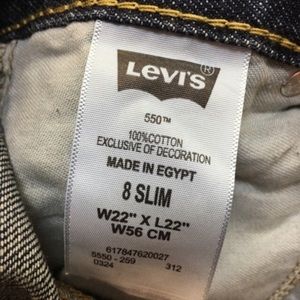 LEVI'S®
550™
100%COTTON
EXCLUSIVE OF DECORATION
MADE IN EGYPT
8 SLIM
W22" X L22"
W56 CM
617847620027
5550 - 259 312
0324